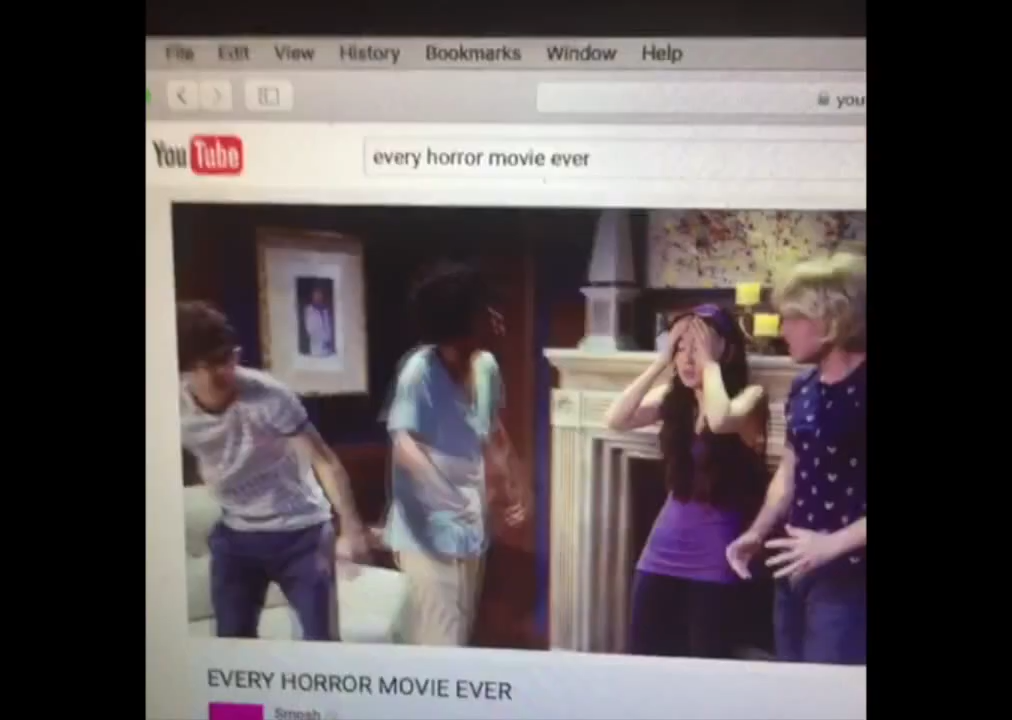 File Edit View History Bookmarks Window Help
you
YouTube
every horror movie ever
EVERY HORROR MOVIE EVER
Smosh